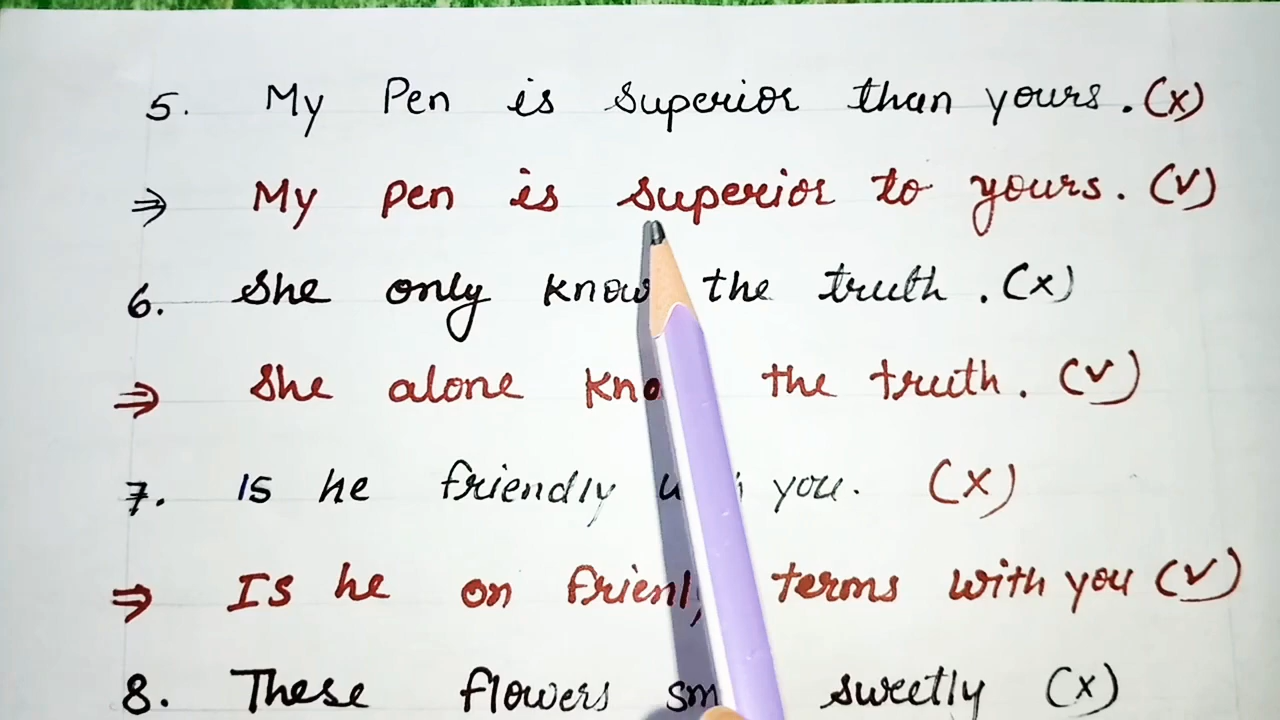 5. My Pen is superior than yours. (x)
⇒ My pen is superior to yours. (v)
6. She only know the truth. (x)
⇒ She alone the truth. (v)
7. Is he friendly you. (x)
⇒ Is he on terms with you (v)
8. These flowers sweetly (x)